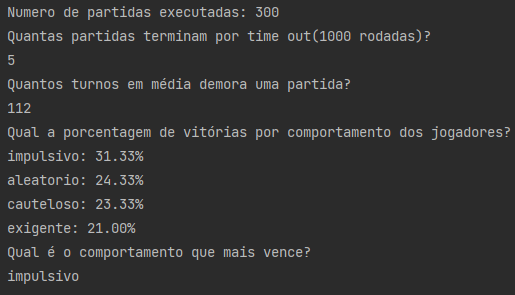 Numero de partidas executadas: 300
Quantas partidas terminam por time out(1000 rodadas)?
5
Quantos turnos em média demora uma partida?
112
Qual a porcentagem de vitórias por comportamento dos jogadores?
impulsivo: 31.33%
aleatorio: 24.33%
cauteloso: 23.33%
exigente: 21.00%
Qual é o comportamento que mais vence?
impulsivo